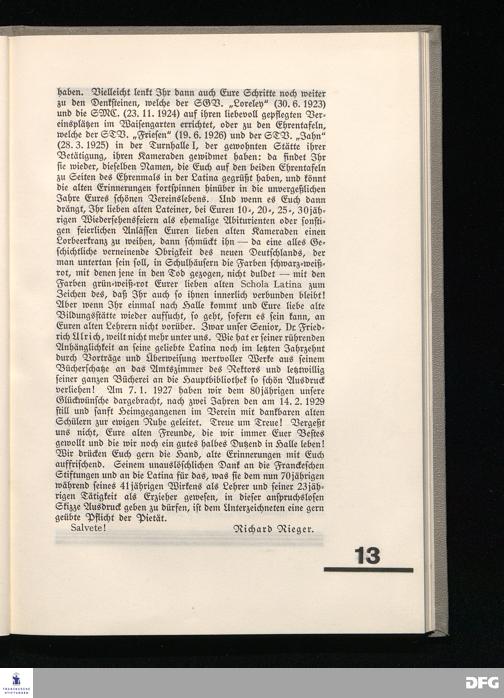 haben. Vielleicht lenkt Ihr dann auch Eure Schritte noch weiter
zu den Denksteinen, welche der SGV. „Loreley“ (30. 6. 1923)
und die SME. (23. 11. 1924) auf ihren liebevoll gepflegten Ver-
einsplätzen im Waisengarten errichtet, oder zu den Ehrentafeln,
welche der STV. „Friesen“ (19. 6. 1926) und der STV. „Jahn“
(28. 3. 1925) in der Turnhalle I, der gewohnten Stätte ihrer
Betätigung, ihren Kameraden gewidmet haben: da findet Ihr
sie wieder, dieselben Namen, die Euch auf den beiden Ehrentafeln
zu Seiten des Ehrenmals in der Latina gegrüßt haben, und könnt
die alten Erinnerungen fortspinnen hinüber in die unvergeßlichen
Jahre Eures schönen Vereinslebens. Und wenn es Euch dann
drängt, Ihr lieben alten Lateiner, bei Euren 10-, 20-, 25-, 30jäh-
rigen Wiedersehensfeiern als ehemalige Abiturienten oder sonsti-
gen feierlichen Anlässen Euren lieben alten Kameraden einen
Lorbeerkranz zu weihen, dann schmückt ihn — da eine alles Ge-
schichtliche verneinende Obrigkeit des neuen Deutschlands, der
man untertan sein soll, in Schulhäusern die Farben schwarz-weiß-
rot, mit denen jene in den Tod gezogen, nicht duldet — mit den
Farben grün-weiß-rot Eurer lieben alten Schola Latina zum
Zeichen des, daß Ihr auch so ihnen innerlich verbunden bleibt!
Aber wenn Ihr einmal nach Halle kommt und Eure liebe alte
Bildungsstätte wieder aufsucht, so geht, sofern es sein kann, an
Euren alten Lehrern nicht vorüber. Zwar unser Senior, Dr. Fried-
rich Ulrich, weilt nicht mehr unter uns. Wie hat er seiner rührenden
Anhänglichkeit an seine geliebte Latina noch im letzten Jahrzehnt
durch Vorträge und Überweisung wertvoller Werke aus seinem
Bücherschatze an das Amtszimmer des Rektors und letztwillig
seiner ganzen Bücherei an die Hauptbibliothek so schön Ausdruck
verliehen! Am 7. 1. 1927 haben wir dem 80jährigen unsere
Glückwünsche dargebracht, nach zwei Jahren den am 14. 2. 1929
still und sanft Heimgegangenen im Verein mit dankbaren alten
Schülern zur ewigen Ruhe geleitet. Treue um Treue! Vergeßt
uns nicht, Eure alten Freunde, die wir immer Euer Bestes
gewollt und die wir noch ein gutes halbes Dutzend in Halle leben!
Wir drücken Euch gern die Hand, alte Erinnerungen mit Euch
auffrischend. Seinem unauslöschlichen Dank an die Franckeschen
Stiftungen und an die Latina für das, was sie dem nun 70jährigen
während seines 41jährigen Wirkens als Lehrer und seiner 23jäh-
rigen Tätigkeit als Erzieher gewesen, in dieser anspruchslosen
Skizze Ausdruck geben zu dürfen, ist dem Unterzeichneten eine gern
geübte Pflicht der Pietät.
Salvete! Richard Rieger.
13
FRANCKESCHE
STIFTUNGEN
DFG